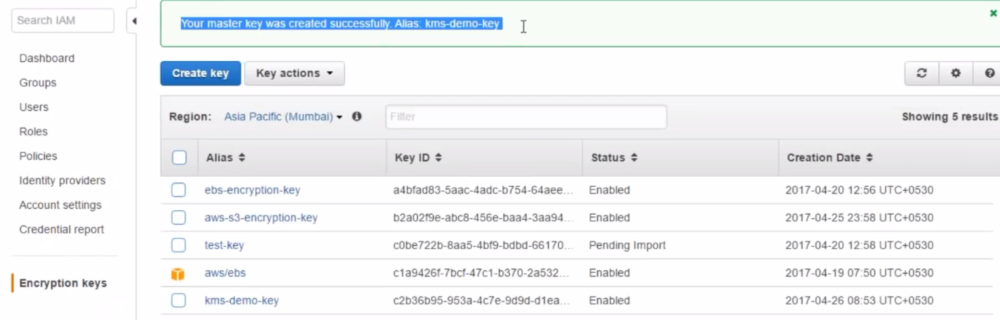 Search IAM
Your master key was created successfully. Alias: kms-demo-key
Dashboard
Groups
Users
Roles
Policies
Identity providers
Account settings
Credential report
Encryption keys
Create key Key actions
Region: Asia Pacific (Mumbai) Filter Showing 5 results
Alias Key ID Status Creation Date
ebs-encryption-key a4bfad83-5aac-4adc-b754-64aee... Enabled 2017-04-20 12:56 UTC+0530
aws-s3-encryption-key b2a02f9e-abc8-456e-baa4-3aa94... Enabled 2017-04-25 23:58 UTC+0530
test-key c0be722b-8aa5-4bf9-bdbd-66170... Pending Import 2017-04-20 12:58 UTC+0530
aws/ebs c1a9426f-7bcf-47c1-b370-2a532... Enabled 2017-04-19 07:50 UTC+0530
kms-demo-key c2b36b95-953a-4c7e-9d9d-d1ea... Enabled 2017-04-26 08:53 UTC+0530